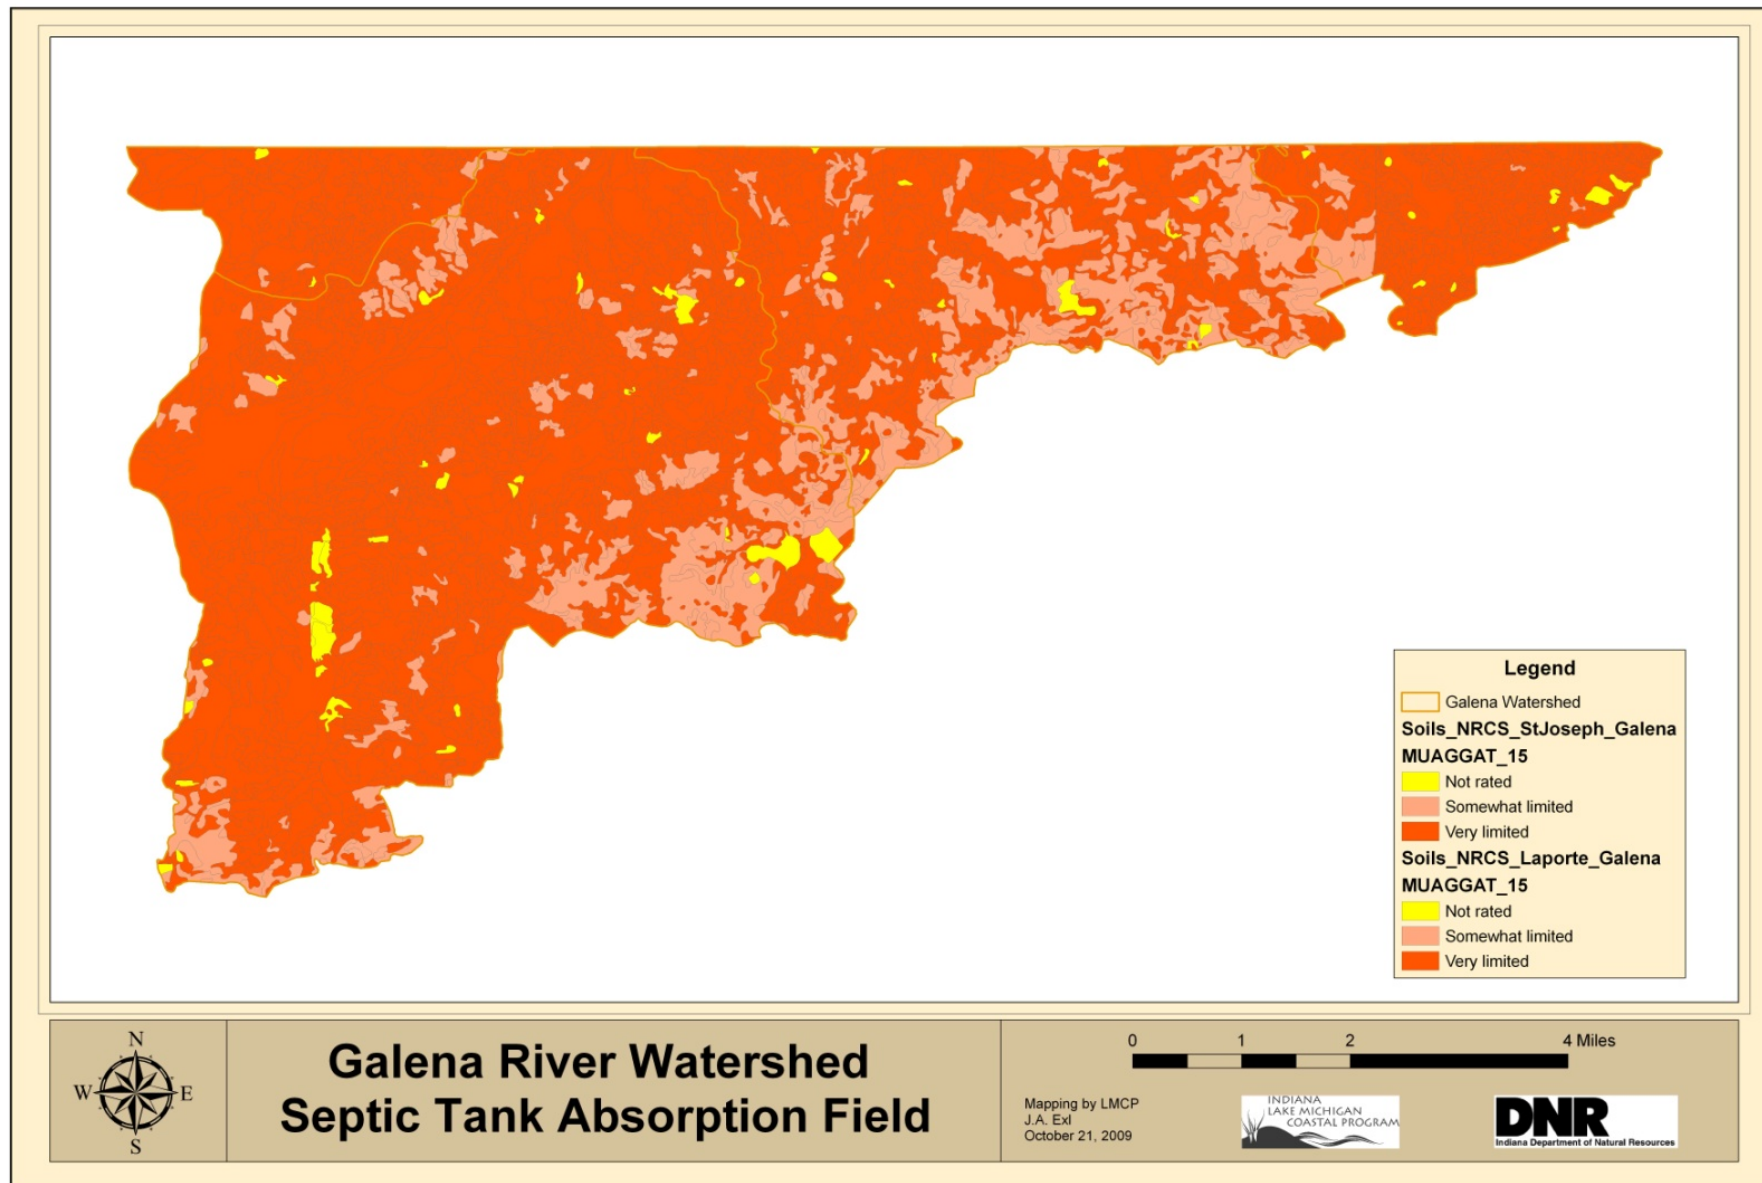 Legend
Galena Watershed
Soils_NRCS_StJoseph_Galena
MUAGGAT_15
Not rated
Somewhat limited
Very limited
Soils_NRCS_Laporte_Galena
MUAGGAT_15
Not rated
Somewhat limited
Very limited
N
W E
S
Galena River Watershed
Septic Tank Absorption Field
0 1 2 4 Miles
Mapping by LMCP
J.A. Exl
October 21, 2009
INDIANA
LAKE MICHIGAN
COASTAL PROGRAM
DNR
Indiana Department of Natural Resources